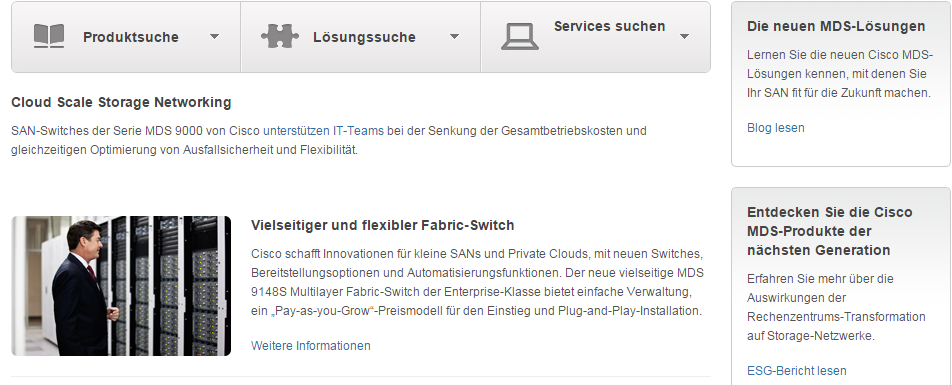 Produktsuche
Lösungssuche
Services suchen
Cloud Scale Storage Networking
SAN-Switches der Serie MDS 9000 von Cisco unterstützen IT-Teams bei der Senkung der Gesamtbetriebskosten und
gleichzeitigen Optimierung von Ausfallsicherheit und Flexibilität.
Vielseitiger und flexibler Fabric-Switch
Cisco schafft Innovationen für kleine SANs und Private Clouds, mit neuen Switches,
Bereitstellungsoptionen und Automatisierungsfunktionen. Der neue vielseitige MDS
9148S Multilayer Fabric-Switch der Enterprise-Klasse bietet einfache Verwaltung,
ein „Pay-as-you-Grow“-Preismodell für den Einstieg und Plug-and-Play-Installation.
Weitere Informationen
Die neuen MDS-Lösungen
Lernen Sie die neuen Cisco MDS-
Lösungen kennen, mit denen Sie
Ihr SAN fit für die Zukunft machen.
Blog lesen
Entdecken Sie die Cisco
MDS-Produkte der
nächsten Generation
Erfahren Sie mehr über die
Auswirkungen der
Rechenzentrums-Transformation
auf Storage-Netzwerke.
ESG-Bericht lesen